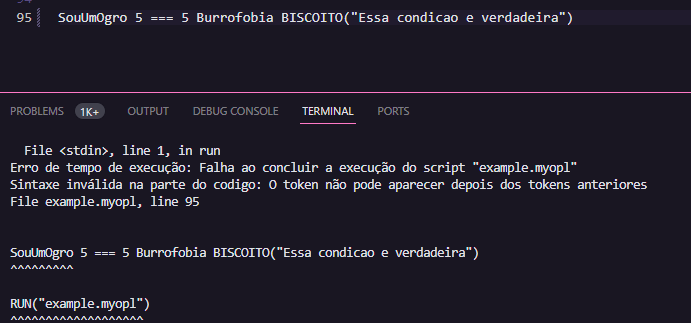 95 SouUmOgro 5 === 5 Burrofobia BISCOITO("Essa condicao e verdadeira")
PROBLEMS 1K+ OUTPUT DEBUG CONSOLE TERMINAL PORTS
File <stdin>, line 1, in run
Erro de tempo de execução: Falha ao concluir a execução do script "example.myopl"
Sintaxe inválida na parte do codigo: O token não pode aparecer depois dos tokens anteriores
File example.myopl, line 95
SouUmOgro 5 === 5 Burrofobia BISCOITO("Essa condicao e verdadeira")
^^^^^^^^^
RUN("example.myopl")
^^^^^^^^^^^^^^^^^^^^